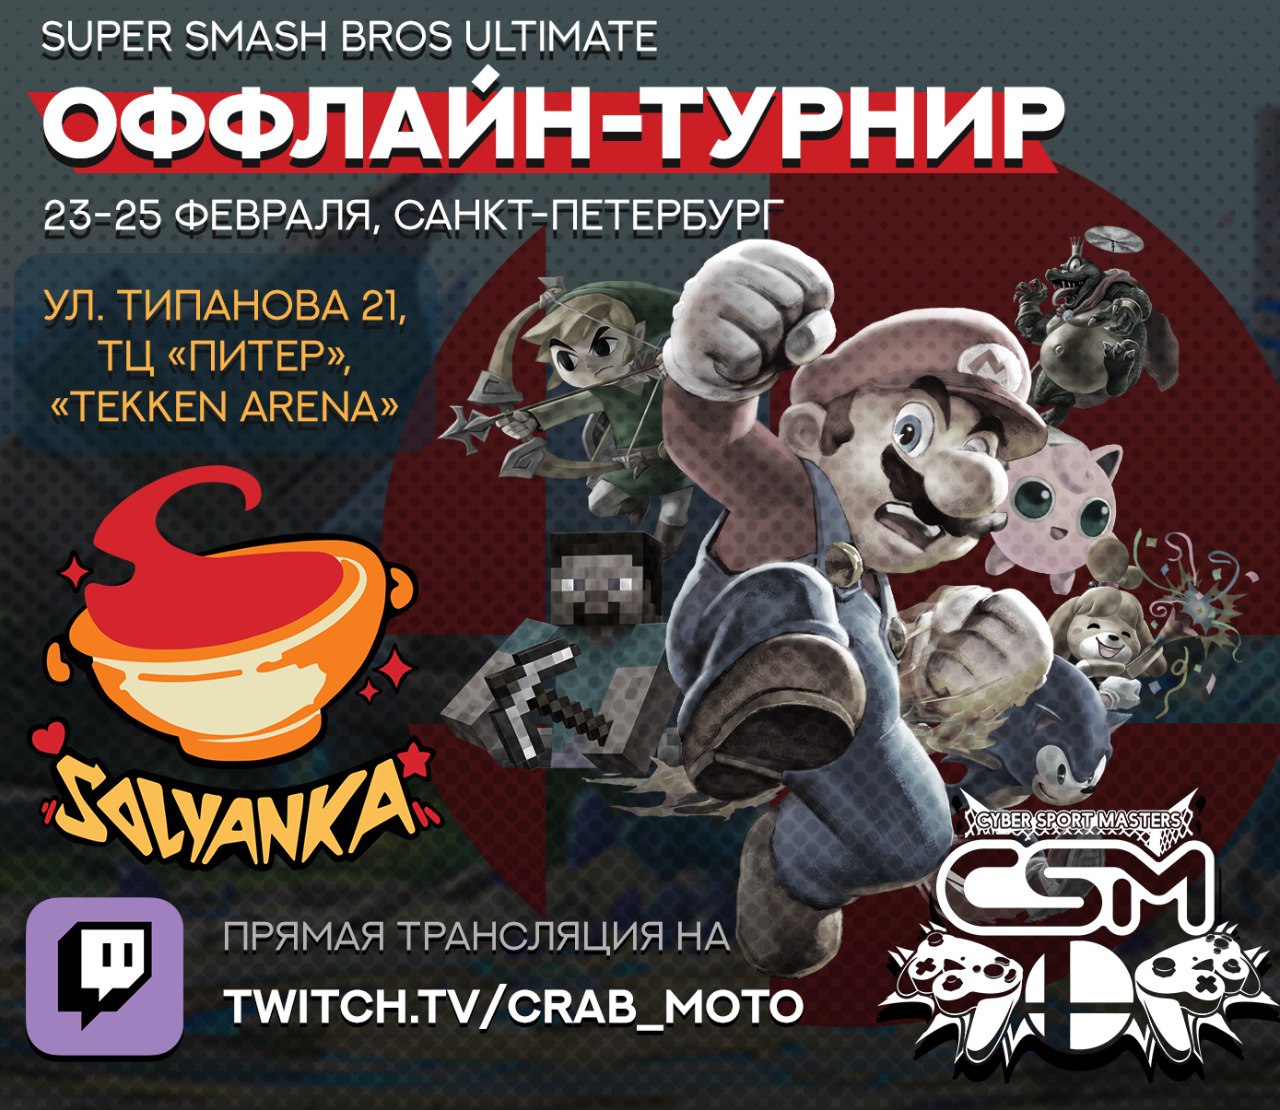 SUPER SMASH BROS ULTIMATE
ОФФЛАЙН-ТУРНИР
23-25 ФЕВРАЛЯ, САНКТ-ПЕТЕРБУРГ
УЛ. ТИПАНОВА 21,
ТЦ «ПИТЕР»,
«TEKKEN ARENA»
SOLYANKA
CYBER SPORT MASTERS
CSM
ПРЯМАЯ ТРАНСЛЯЦИЯ НА
TWITCH.TV/CRAB_MOTO